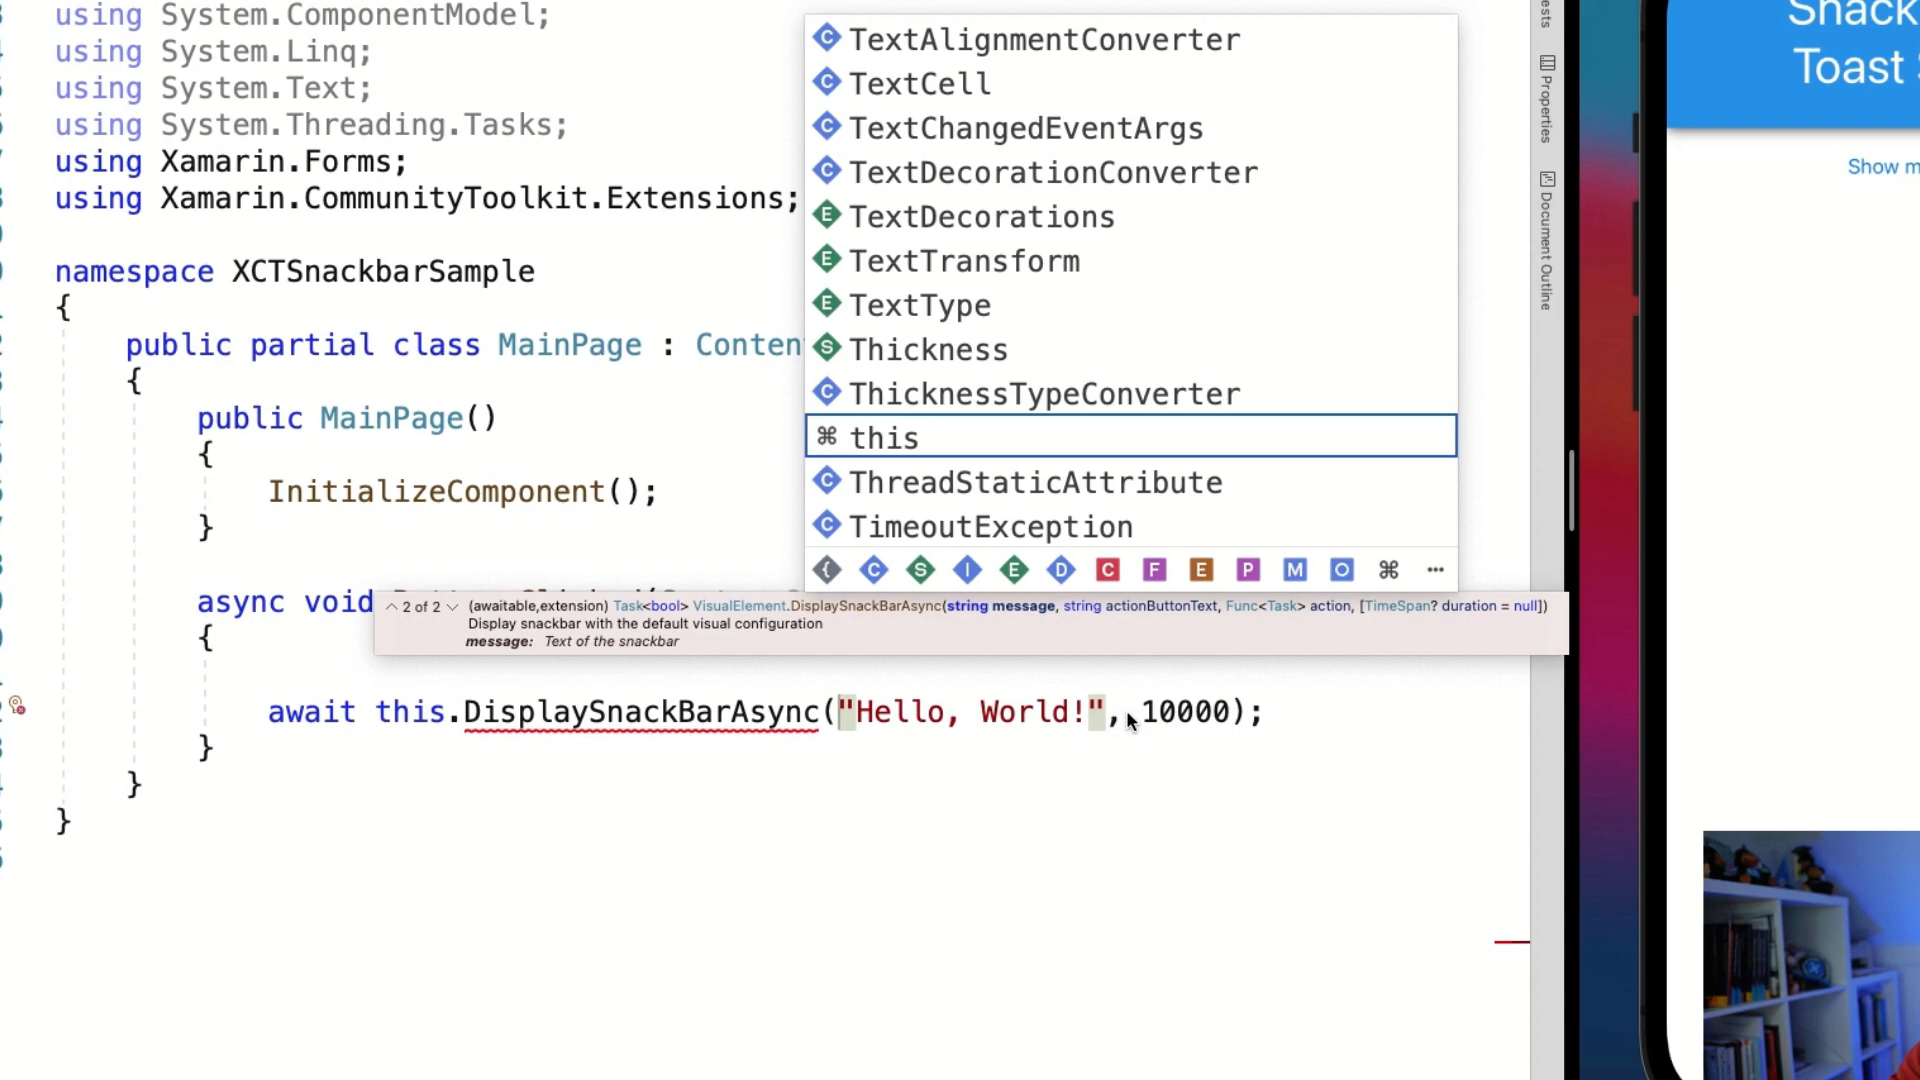 using System.ComponentModel;
using System.Linq;
using System.Text;
using System.Threading.Tasks;
using Xamarin.Forms;
using Xamarin.CommunityToolkit.Extensions;
namespace XCTSnackbarSample
{
public partial class MainPage : Conten
{
public MainPage()
{
InitializeComponent();
}
async void
{
await this.DisplaySnackBarAsync("Hello, World!", 10000);
}
}
}
TextAlignmentConverter
TextCell
TextChangedEventArgs
TextDecorationConverter
TextDecorations
TextTransform
TextType
Thickness
ThicknessTypeConverter
⌘ this
ThreadStaticAttribute
TimeoutException
{ C S I E D C F E P M O ⌘ ...
2 of 2 (awaitable,extension) Task<bool> VisualElement.DisplaySnackBarAsync(string message, string actionButtonText, Func<Task> action, [TimeSpan? duration = null])
Display snackbar with the default visual configuration
message: Text of the snackbar
ests
Properties
Document Outline
Snack
Toast
Show m